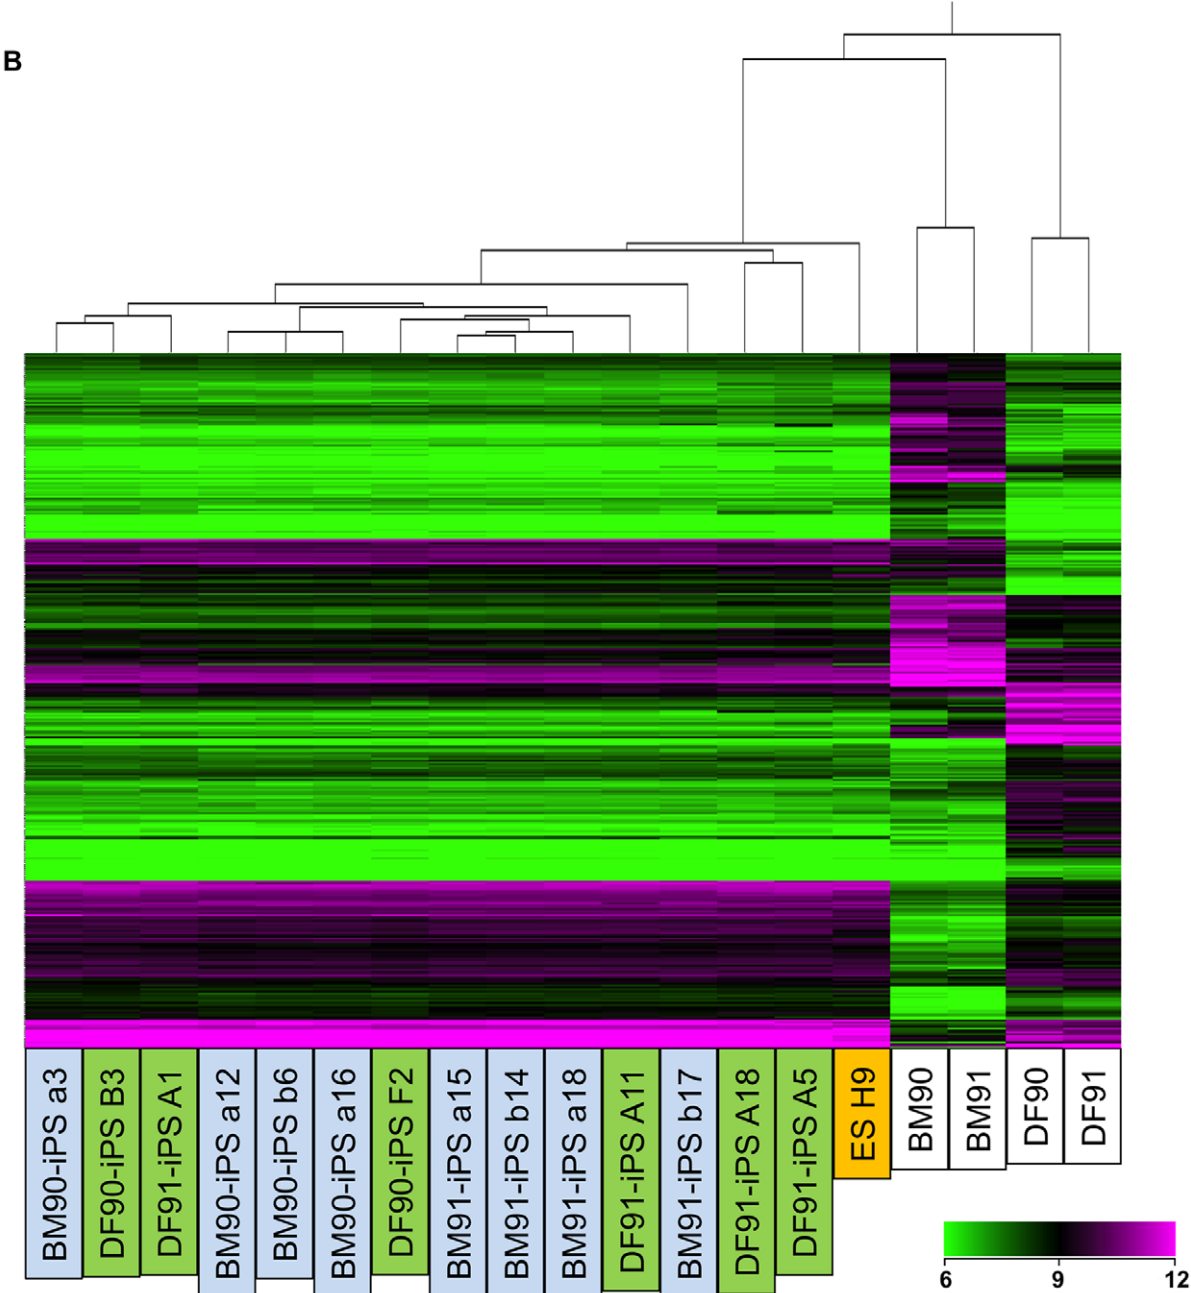 B
BM90-iPS a3
DF90-iPS B3
DF91-iPS A1
BM90-iPS a12
BM90-iPS b6
BM90-iPS a16
DF90-iPS F2
BM91-iPS a15
BM91-iPS b14
BM91-iPS a18
DF91-iPS A11
BM91-iPS b17
DF91-iPS A18
DF91-iPS A5
ES H9
BM90
BM91
DF90
DF91
6 9 12